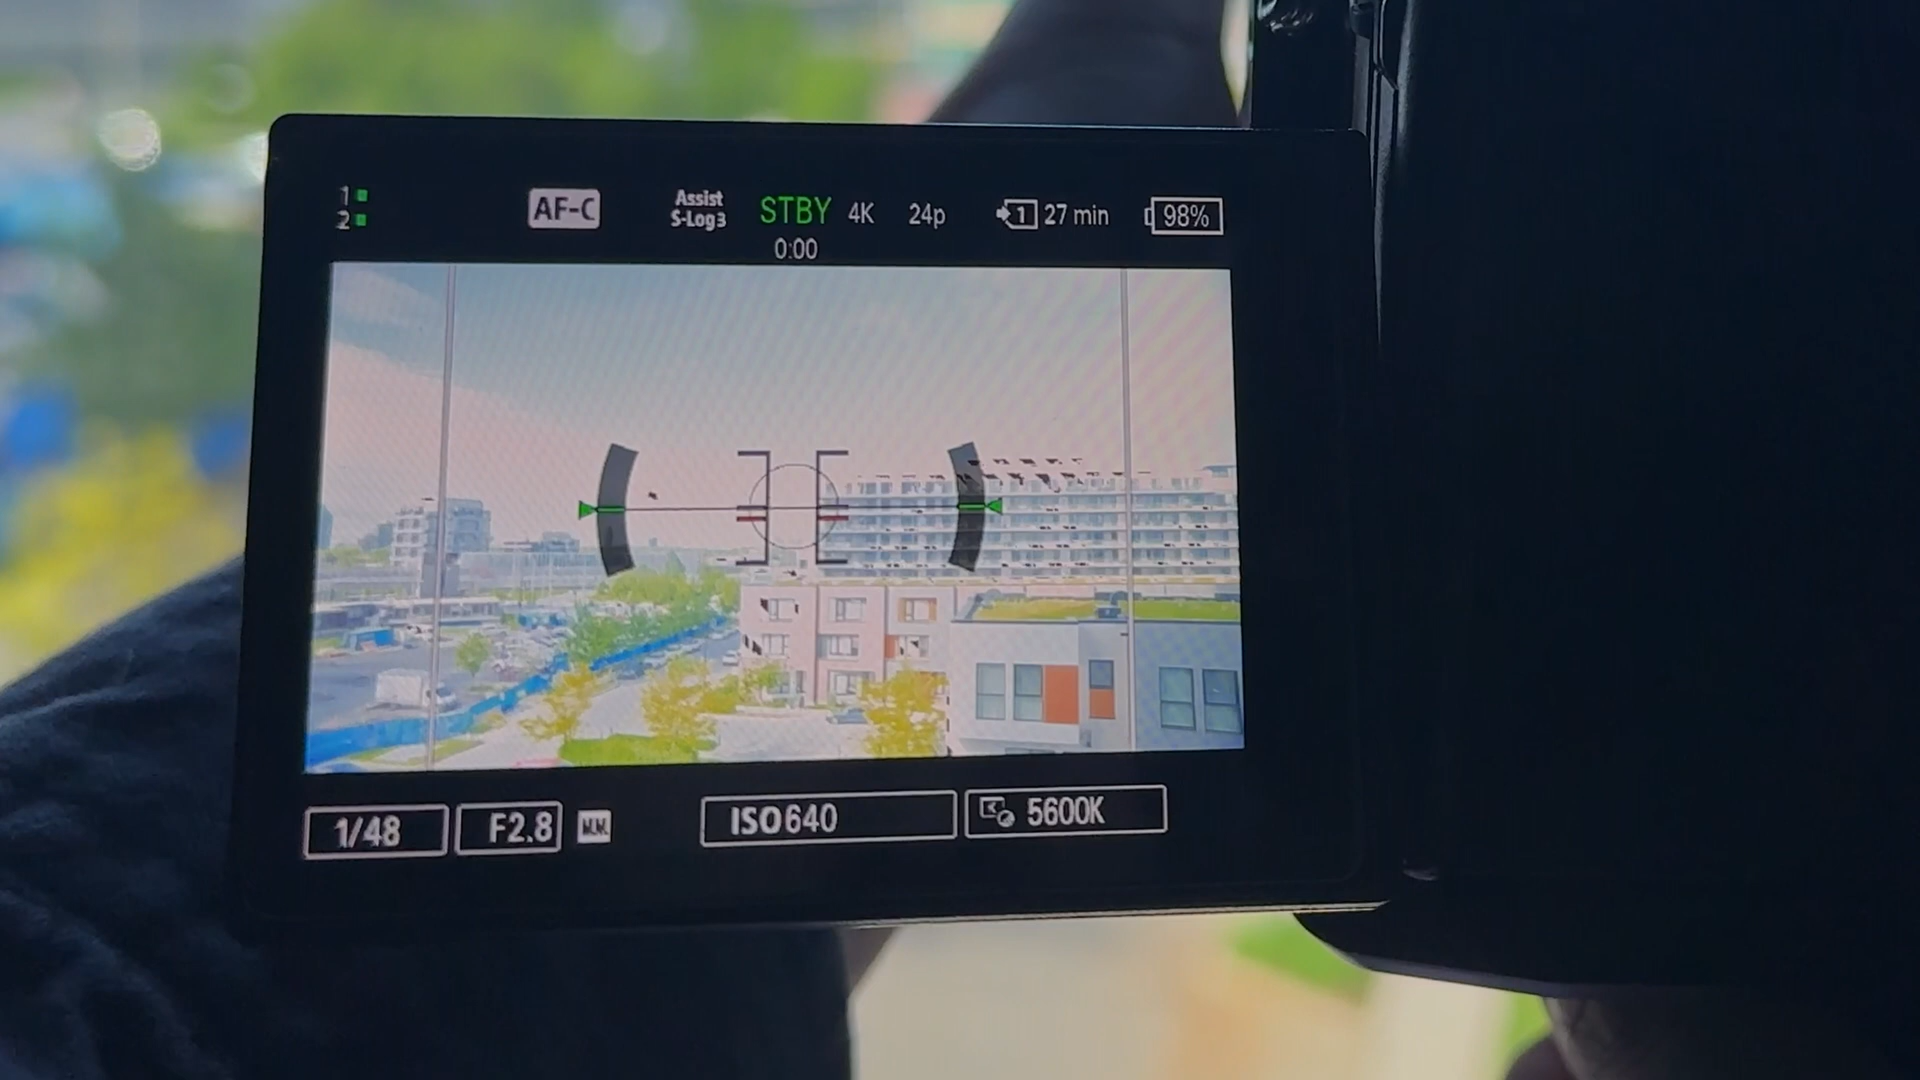 1
2
AF-C
Assist
S-Log3
STBY
0:00
4K
24p
1
27 min
98%
1/48
F2.8
M.M.
ISO640
K
5600K